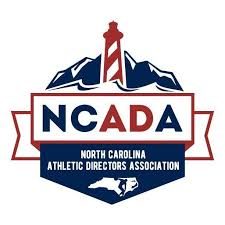 NCADA
NORTH CAROLINA
ATHLETIC DIRECTORS ASSOCIATION